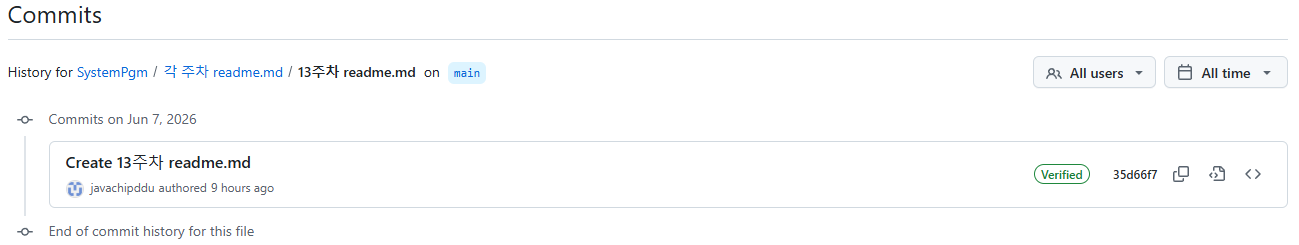 Commits
History for SystemPgm / 각 주차 readme.md / 13주차 readme.md on main
All users
All time
Commits on Jun 7, 2026
Create 13주차 readme.md
javachipddu authored 9 hours ago
Verified
35d66f7
End of commit history for this file